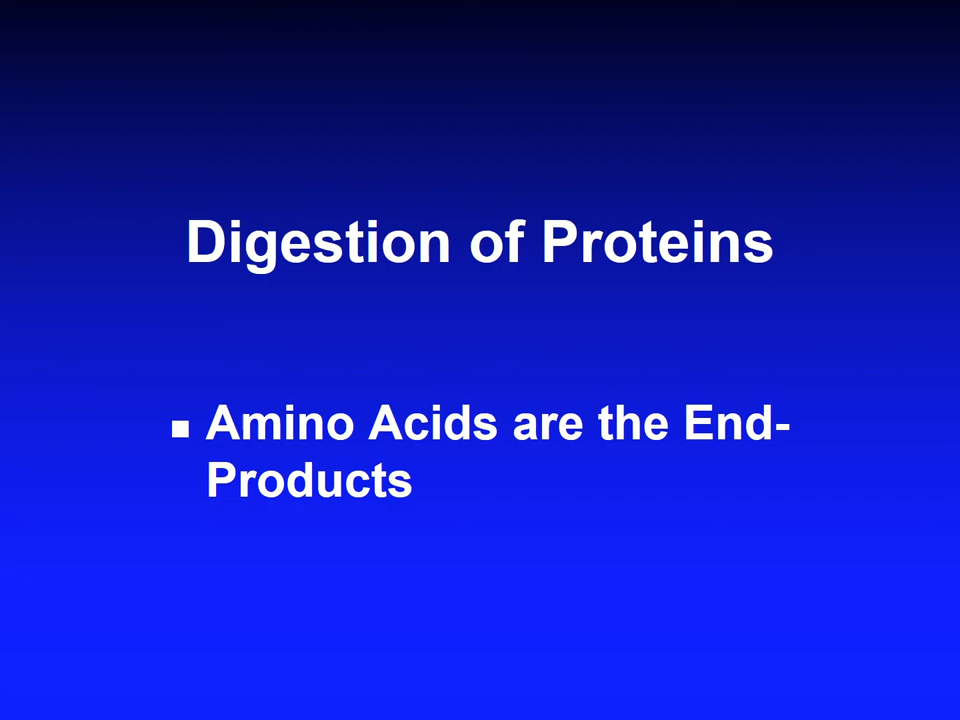 Digestion of Proteins
Amino Acids are the End-
Products